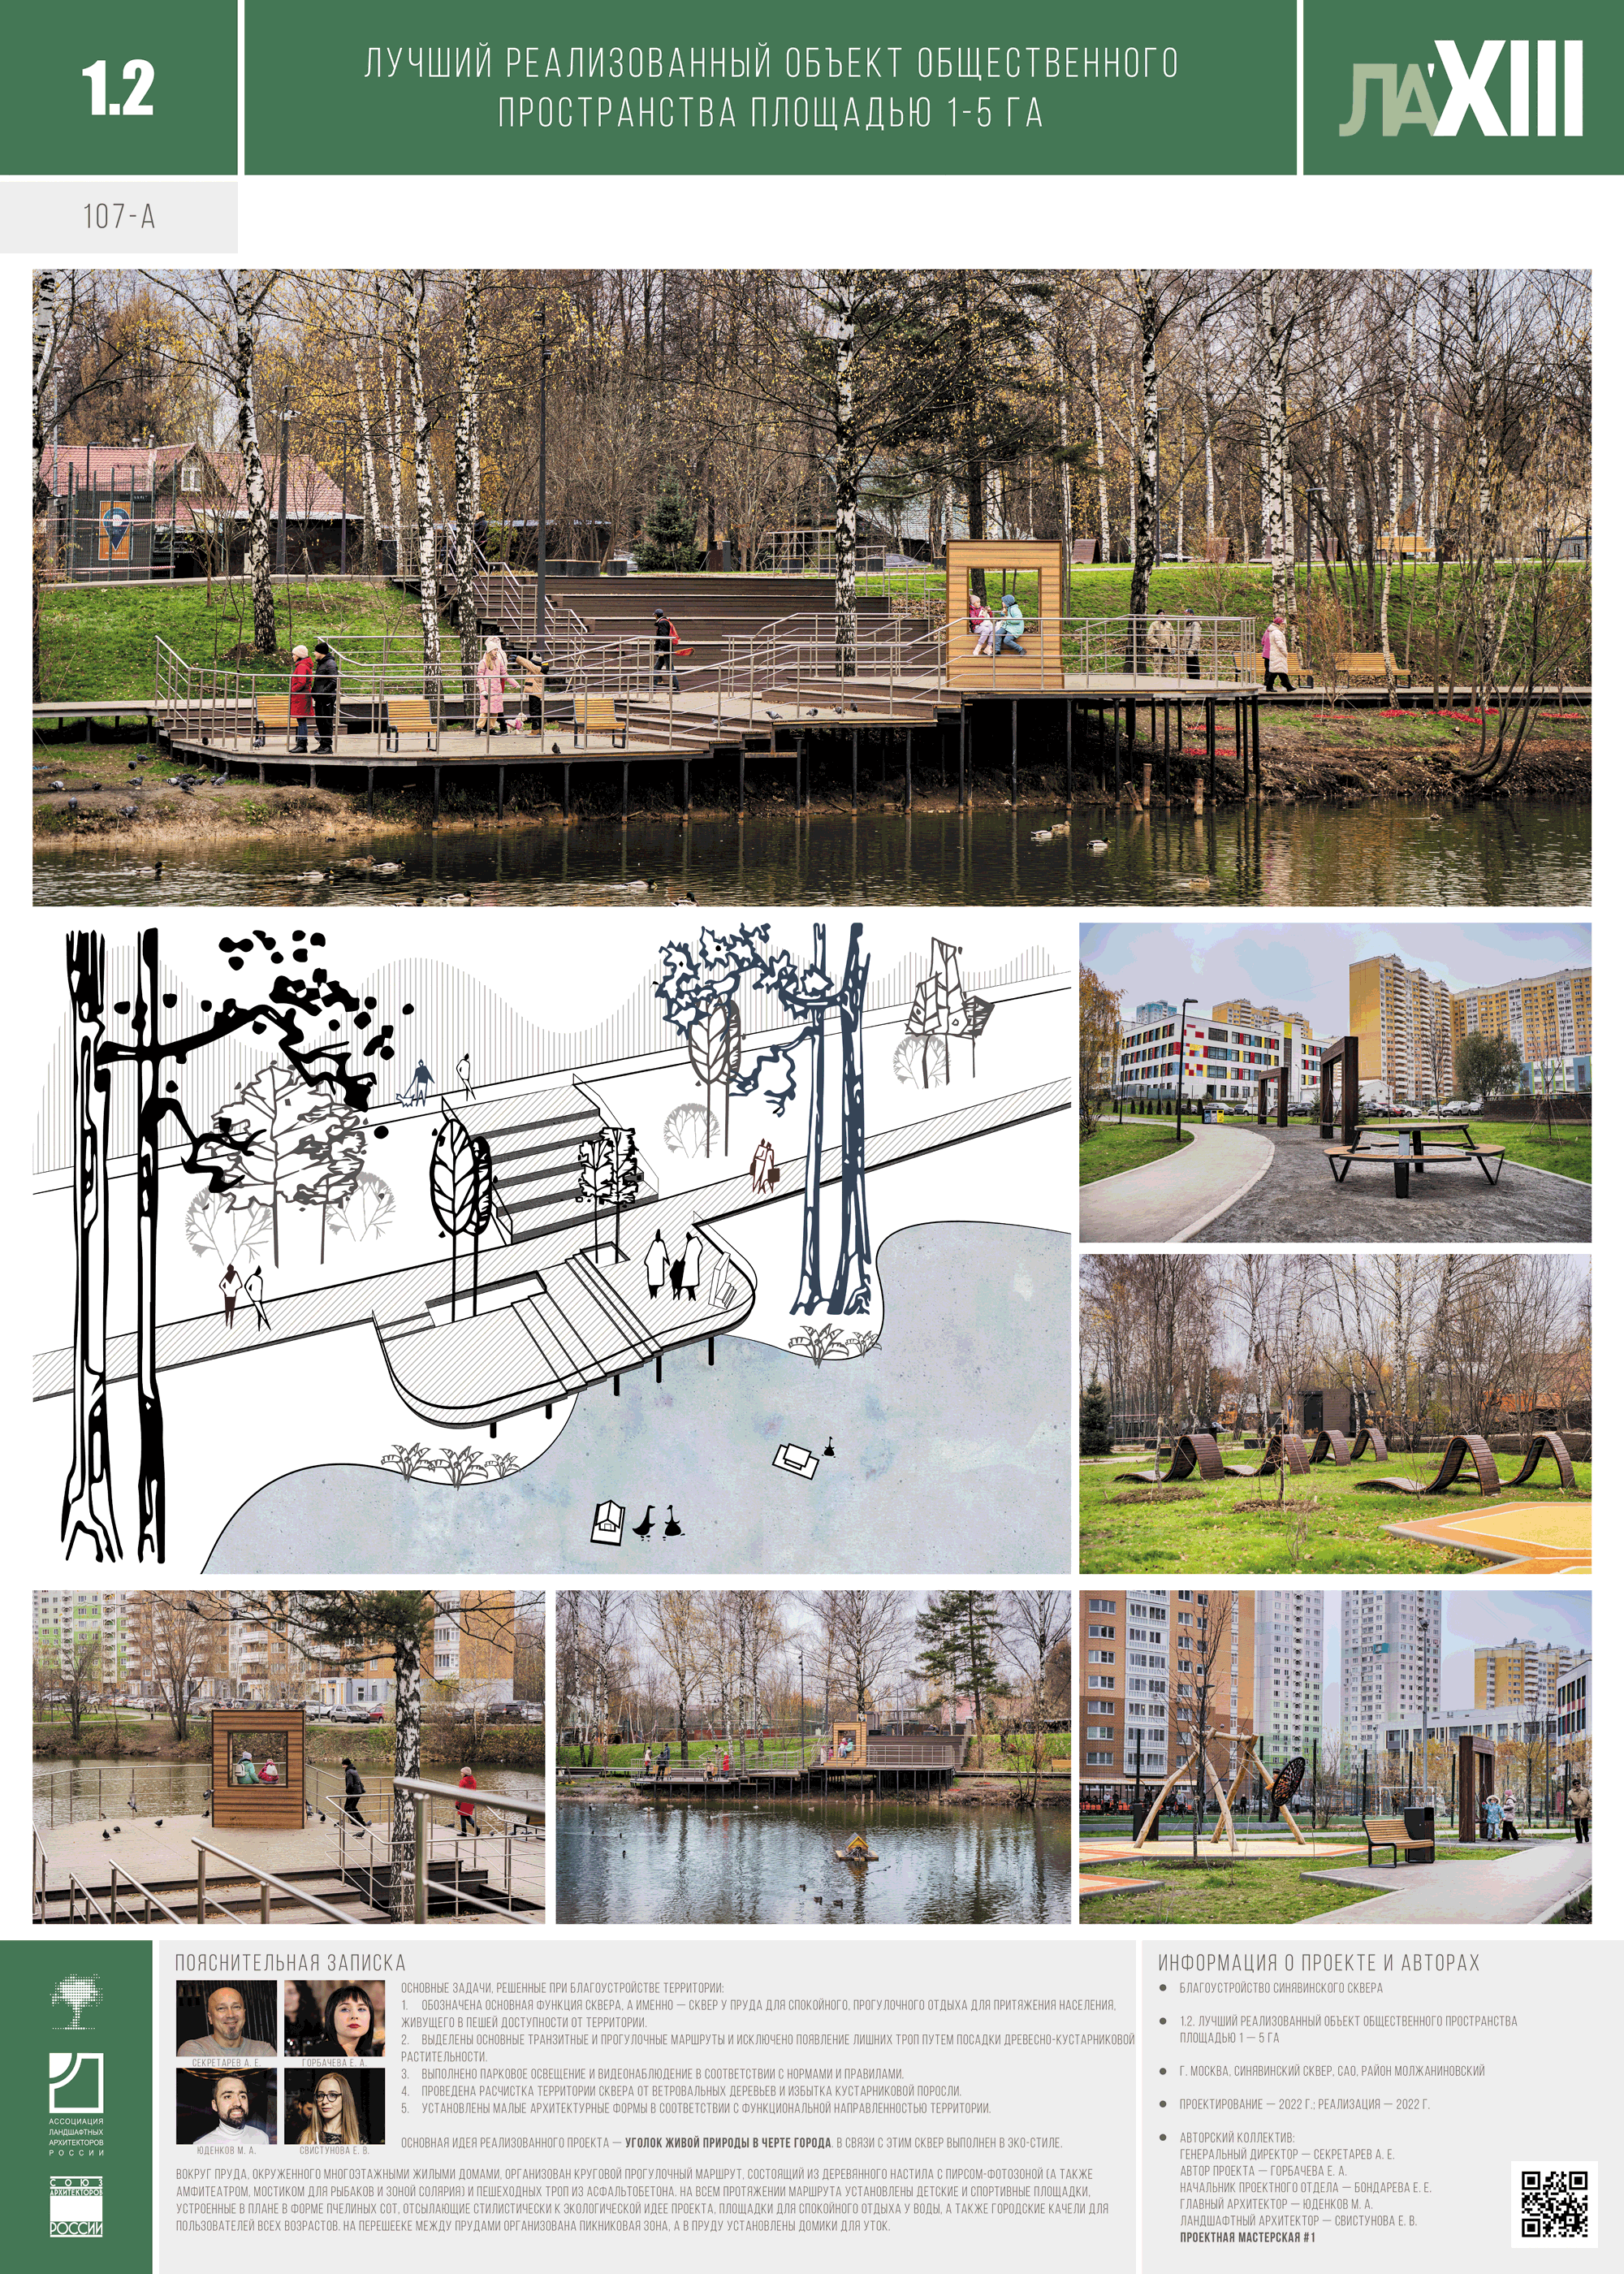 1.2
ЛУЧШИЙ РЕАЛИЗОВАННЫЙ ОБЪЕКТ ОБЩЕСТВЕННОГО
ПРОСТРАНСТВА ПЛОЩАДЬЮ 1-5 ГА
ЛА'XIII
107-А
ПОЯСНИТЕЛЬНАЯ ЗАПИСКА
СЕКРЕТАРЕВ А. Е.
ГОРБАЧЕВА Е. А.
ЮДЕНКОВ М. А.
СВИСТУНОВА Е. В.
ОСНОВНЫЕ ЗАДАЧИ, РЕШЕННЫЕ ПРИ БЛАГОУСТРОЙСТВЕ ТЕРРИТОРИИ:
1. ОБОЗНАЧЕНА ОСНОВНАЯ ФУНКЦИЯ СКВЕРА, А ИМЕННО — СКВЕР У ПРУДА ДЛЯ СПОКОЙНОГО, ПРОГУЛОЧНОГО ОТДЫХА ДЛЯ ПРИТЯЖЕНИЯ НАСЕЛЕНИЯ,
ЖИВУЩЕГО В ПЕШЕЙ ДОСТУПНОСТИ ОТ ТЕРРИТОРИИ.
2. ВЫДЕЛЕНЫ ОСНОВНЫЕ ТРАНЗИТНЫЕ И ПРОГУЛОЧНЫЕ МАРШРУТЫ И ИСКЛЮЧЕНО ПОЯВЛЕНИЕ ЛИШНИХ ТРОП ПУТЕМ ПОСАДКИ ДРЕВЕСНО-КУСТАРНИКОВОЙ
РАСТИТЕЛЬНОСТИ.
3. ВЫПОЛНЕНО ПАРКОВОЕ ОСВЕЩЕНИЕ И ВИДЕОНАБЛЮДЕНИЕ В СООТВЕТСТВИИ С НОРМАМИ И ПРАВИЛАМИ.
4. ПРОВЕДЕНА РАСЧИСТКА ТЕРРИТОРИИ СКВЕРА ОТ ВЕТРОВАЛЬНЫХ ДЕРЕВЬЕВ И ИЗБЫТКА КУСТАРНИКОВОЙ ПОРОСЛИ.
5. УСТАНОВЛЕНЫ МАЛЫЕ АРХИТЕКТУРНЫЕ ФОРМЫ В СООТВЕТСТВИИ С ФУНКЦИОНАЛЬНОЙ НАПРАВЛЕННОСТЬЮ ТЕРРИТОРИИ.
ОСНОВНАЯ ИДЕЯ РЕАЛИЗОВАННОГО ПРОЕКТА — УГОЛОК ЖИВОЙ ПРИРОДЫ В ЧЕРТЕ ГОРОДА. В СВЯЗИ С ЭТИМ СКВЕР ВЫПОЛНЕН В ЭКО-СТИЛЕ.
ВОКРУГ ПРУДА, ОКРУЖЕННОГО МНОГОЭТАЖНЫМИ ЖИЛЫМИ ДОМАМИ, ОРГАНИЗОВАН КРУГОВОЙ ПРОГУЛОЧНЫЙ МАРШРУТ, СОСТОЯЩИЙ ИЗ ДЕРЕВЯННОГО НАСТИЛА С ПИРСОМ-ФОТОЗОНОЙ (А ТАКЖЕ
АМФИТЕАТРОМ, МОСТИКОМ ДЛЯ РЫБАКОВ И ЗОНОЙ СОЛЯРИЯ) И ПЕШЕХОДНЫХ ТРОП ИЗ АСФАЛЬТОБЕТОНА. НА ВСЕМ ПРОТЯЖЕНИИ МАРШРУТА УСТАНОВЛЕНЫ ДЕТСКИЕ И СПОРТИВНЫЕ ПЛОЩАДКИ,
УСТРОЕННЫЕ В ПЛАНЕ В ФОРМЕ ПЧЕЛИНЫХ СОТ, ОТСЫЛАЮЩИЕ СТИЛИСТИЧЕСКИ К ЭКОЛОГИЧЕСКОЙ ИДЕЕ ПРОЕКТА, ПЛОЩАДКИ ДЛЯ СПОКОЙНОГО ОТДЫХА У ВОДЫ, А ТАКЖЕ ГОРОДСКИЕ КАЧЕЛИ ДЛЯ
ПОЛЬЗОВАТЕЛЕЙ ВСЕХ ВОЗРАСТОВ. НА ПЕРЕШЕЕКЕ МЕЖДУ ПРУДАМИ ОРГАНИЗОВАНА ПИКНИКОВАЯ ЗОНА, А В ПРУДУ УСТАНОВЛЕНЫ ДОМИКИ ДЛЯ УТОК.
АССОЦИАЦИЯ
ЛАНДШАФТНЫХ
АРХИТЕКТОРОВ
РОССИИ
СОЮЗ
АРХИТЕКТОРОВ
РОССИИ
ИНФОРМАЦИЯ О ПРОЕКТЕ И АВТОРАХ
● БЛАГОУСТРОЙСТВО СИНЯВИНСКОГО СКВЕРА
● 1.2. ЛУЧШИЙ РЕАЛИЗОВАННЫЙ ОБЪЕКТ ОБЩЕСТВЕННОГО ПРОСТРАНСТВА
ПЛОЩАДЬЮ 1 — 5 ГА
● Г. МОСКВА, СИНЯВИНСКИЙ СКВЕР, САО, РАЙОН МОЛЖАНИНОВСКИЙ
● ПРОЕКТИРОВАНИЕ — 2022 Г.; РЕАЛИЗАЦИЯ — 2022 Г.
● АВТОРСКИЙ КОЛЛЕКТИВ:
ГЕНЕРАЛЬНЫЙ ДИРЕКТОР — СЕКРЕТАРЕВ А. Е.
АВТОР ПРОЕКТА — ГОРБАЧЕВА Е. А.
НАЧАЛЬНИК ПРОЕКТНОГО ОТДЕЛА — БОНДАРЕВА Е. Е.
ГЛАВНЫЙ АРХИТЕКТОР — ЮДЕНКОВ М. А.
ЛАНДШАФТНЫЙ АРХИТЕКТОР — СВИСТУНОВА Е. В.
ПРОЕКТНАЯ МАСТЕРСКАЯ #1